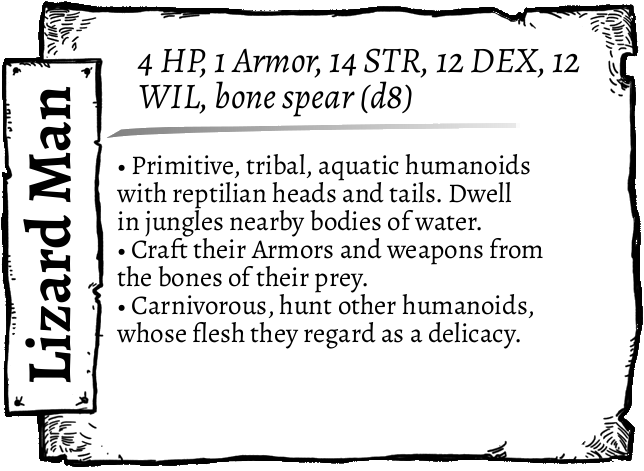 Lizard Man
4 HP, 1 Armor, 14 STR, 12 DEX, 12
WIL, bone spear (d8)
• Primitive, tribal, aquatic humanoids
with reptilian heads and tails. Dwell
in jungles nearby bodies of water.
• Craft their Armors and weapons from
the bones of their prey.
• Carnivorous, hunt other humanoids,
whose flesh they regard as a delicacy.